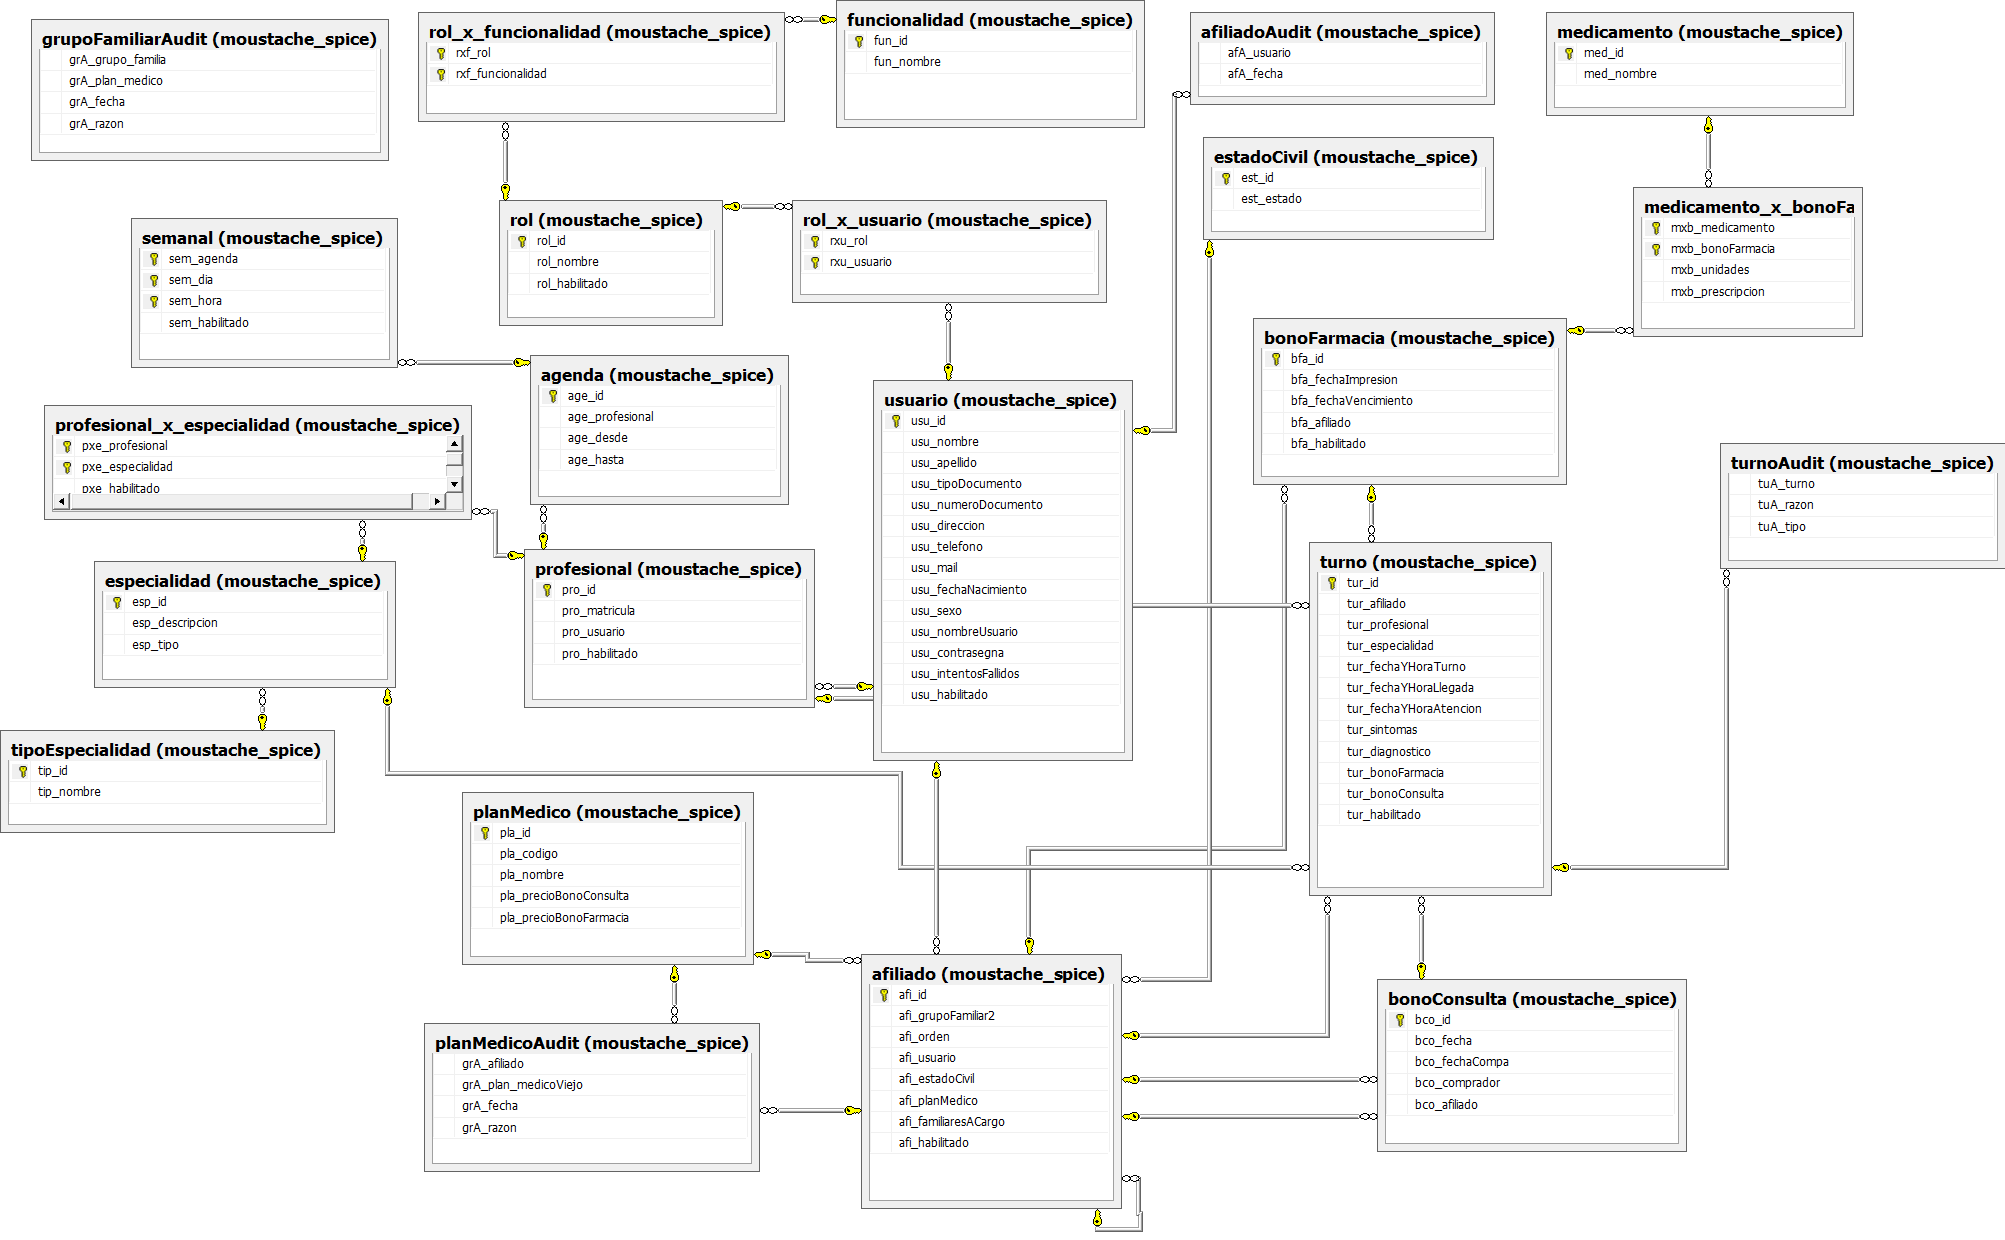 grupoFamiliarAudit (moustache_spice)
grA_grupo_familia
grA_plan_medico
grA_fecha
grA_razon
rol_x_funcionalidad (moustache_spice)
rxf_rol
rxf_funcionalidad
funcionalidad (moustache_spice)
fun_id
fun_nombre
afiliadoAudit (moustache_spice)
afA_usuario
afA_fecha
medicamento (moustache_spice)
med_id
med_nombre
estadoCivil (moustache_spice)
est_id
est_estado
medicamento_x_bonoFa
mxb_medicamento
mxb_bonoFarmacia
mxb_unidades
mxb_prescripcion
semanal (moustache_spice)
sem_agenda
sem_dia
sem_hora
sem_habilitado
rol (moustache_spice)
rol_id
rol_nombre
rol_habilitado
rol_x_usuario (moustache_spice)
rxu_rol
rxu_usuario
bonoFarmacia (moustache_spice)
bfa_id
bfa_fechaImpresion
bfa_fechaVencimiento
bfa_afiliado
bfa_habilitado
agenda (moustache_spice)
age_id
age_profesional
age_desde
age_hasta
usuario (moustache_spice)
usu_id
usu_nombre
usu_apellido
usu_tipoDocumento
usu_numeroDocumento
usu_direccion
usu_telefono
usu_mail
usu_fechaNacimiento
usu_sexo
usu_nombreUsuario
usu_contrasegna
usu_intentosFallidos
usu_habilitado
profesional_x_especialidad (moustache_spice)
pxe_profesional
pxe_especialidad
pxe_habilitado
turnoAudit (moustache_spice)
tuA_turno
tuA_razon
tuA_tipo
especialidad (moustache_spice)
esp_id
esp_descripcion
esp_tipo
profesional (moustache_spice)
pro_id
pro_matricula
pro_usuario
pro_habilitado
turno (moustache_spice)
tur_id
tur_afiliado
tur_profesional
tur_especialidad
tur_fechaYHoraTurno
tur_fechaYHoraLlegada
tur_fechaYHoraAtencion
tur_sintomas
tur_diagnostico
tur_bonoFarmacia
tur_bonoConsulta
tur_habilitado
tipoEspecialidad (moustache_spice)
tip_id
tip_nombre
planMedico (moustache_spice)
pla_id
pla_codigo
pla_nombre
pla_precioBonoConsulta
pla_precioBonoFarmacia
afiliado (moustache_spice)
afi_id
afi_grupoFamiliar2
afi_orden
afi_usuario
afi_estadoCivil
afi_planMedico
afi_familiaresACargo
afi_habilitado
bonoConsulta (moustache_spice)
bco_id
bco_fecha
bco_fechaCompa
bco_comprador
bco_afiliado
planMedicoAudit (moustache_spice)
grA_afiliado
grA_plan_medicoViejo
grA_fecha
grA_razon